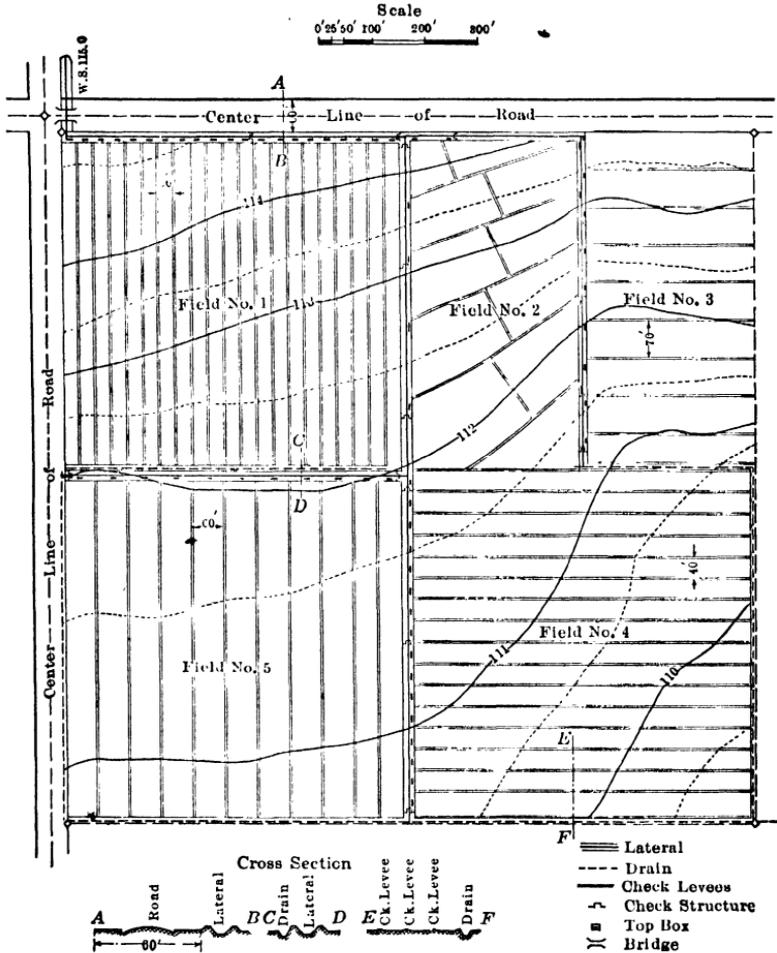 Scale
0' 25' 50' 100' 200' 300'
W.S. 115.0
A
Center Line of Road
60'
B
114
Field No. 1
113
Field No. 2
Field No. 3
70'
112
C
D
60'
40'
Field No. 4
Field No. 5
111
110
E
F
Center Line of Road
Cross Section
A Road Lateral B
C Drain Lateral D
E Ck. Levee Ck. Levee Ck. Levee Drain F
60'
Lateral
Drain
Check Levees
Check Structure
Top Box
Bridge